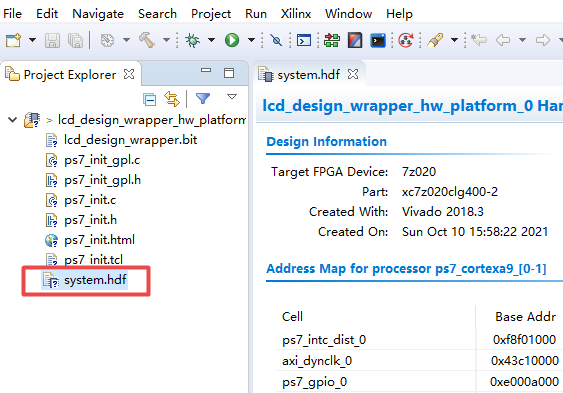 File Edit Navigate Search Project Run Xilinx Window Help
Project Explorer
> lcd_design_wrapper_hw_platform
lcd_design_wrapper.bit
ps7_init_gpl.c
ps7_init_gpl.h
ps7_init.c
ps7_init.h
ps7_init.html
ps7_init.tcl
system.hdf
system.hdf
lcd_design_wrapper_hw_platform_0 Har
Design Information
Target FPGA Device: 7z020
Part: xc7z020clg400-2
Created With: Vivado 2018.3
Created On: Sun Oct 10 15:58:22 2021
Address Map for processor ps7_cortexa9_[0-1]
Cell Base Addr
ps7_intc_dist_0 0xf8f01000
axi_dynclk_0 0x43c10000
ps7_gpio_0 0xe000a000